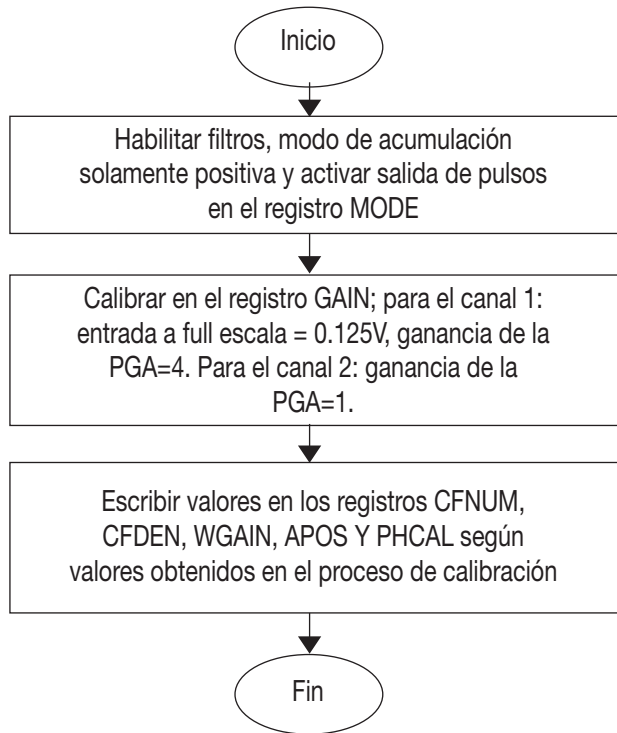 Inicio
Habilitar filtros, modo de acumulación
solamente positiva y activar salida de pulsos
en el registro MODE
Calibrar en el registro GAIN; para el canal 1:
entrada a full escala = 0.125V, ganancia de la
PGA=4. Para el canal 2: ganancia de la
PGA=1.
Escribir valores en los registros CFNUM,
CFDEN, WGAIN, APOS Y PHCAL según
valores obtenidos en el proceso de calibración
Fin